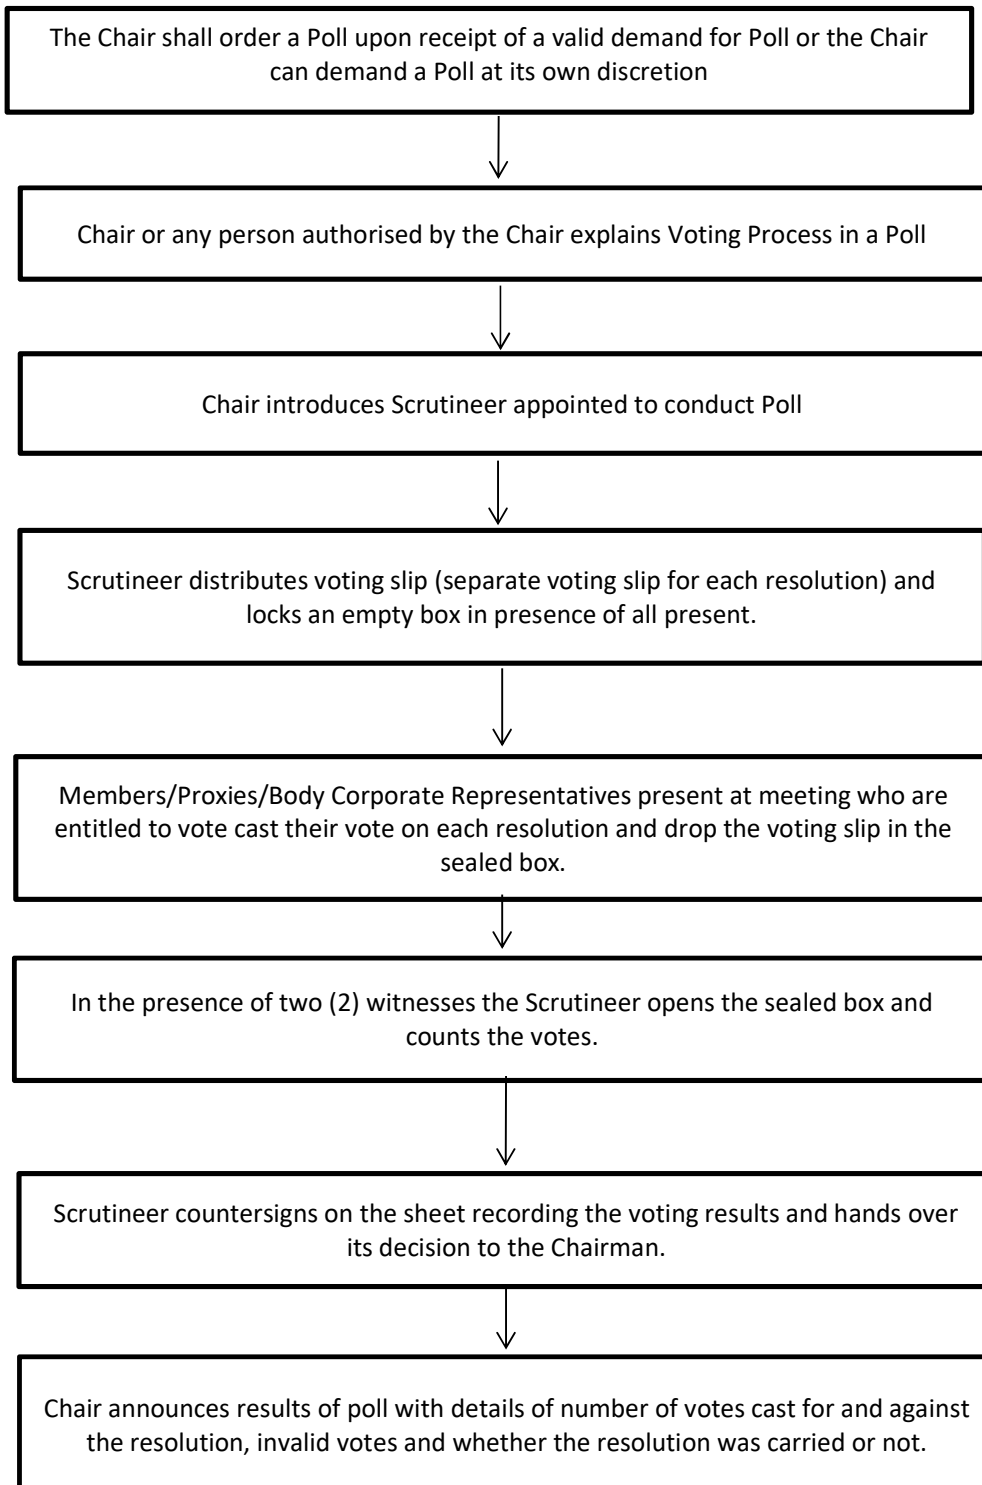 The Chair shall order a Poll upon receipt of a valid demand for Poll or the Chair
can demand a Poll at its own discretion
Chair or any person authorised by the Chair explains Voting Process in a Poll
Chair introduces Scrutineer appointed to conduct Poll
Scrutineer distributes voting slip (separate voting slip for each resolution) and
locks an empty box in presence of all present.
Members/Proxies/Body Corporate Representatives present at meeting who are
entitled to vote cast their vote on each resolution and drop the voting slip in the
sealed box.
In the presence of two (2) witnesses the Scrutineer opens the sealed box and
counts the votes.
Scrutineer countersigns on the sheet recording the voting results and hands over
its decision to the Chairman.
Chair announces results of poll with details of number of votes cast for and against
the resolution, invalid votes and whether the resolution was carried or not.